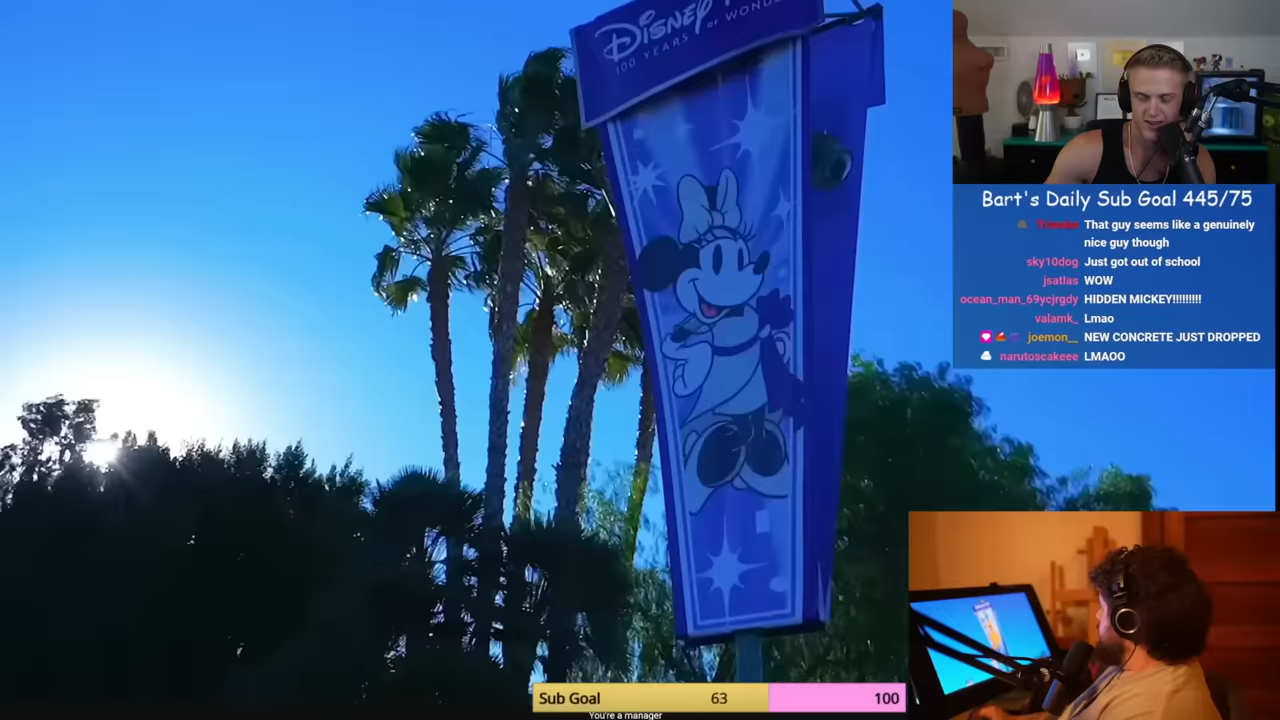 Disney
100 YEARS OF WONDER
Bart's Daily Sub Goal 445/75
That guy seems like a genuinely
nice guy though
sky10dog Just got out of school
jsatlas WOW
ocean_man_69ycjrgdy HIDDEN MICKEY!!!!!!!!!
valamk_ Lmao
joemon__ NEW CONCRETE JUST DROPPED
narutoscakeee LMAOO
Sub Goal 63 100
You're a manager